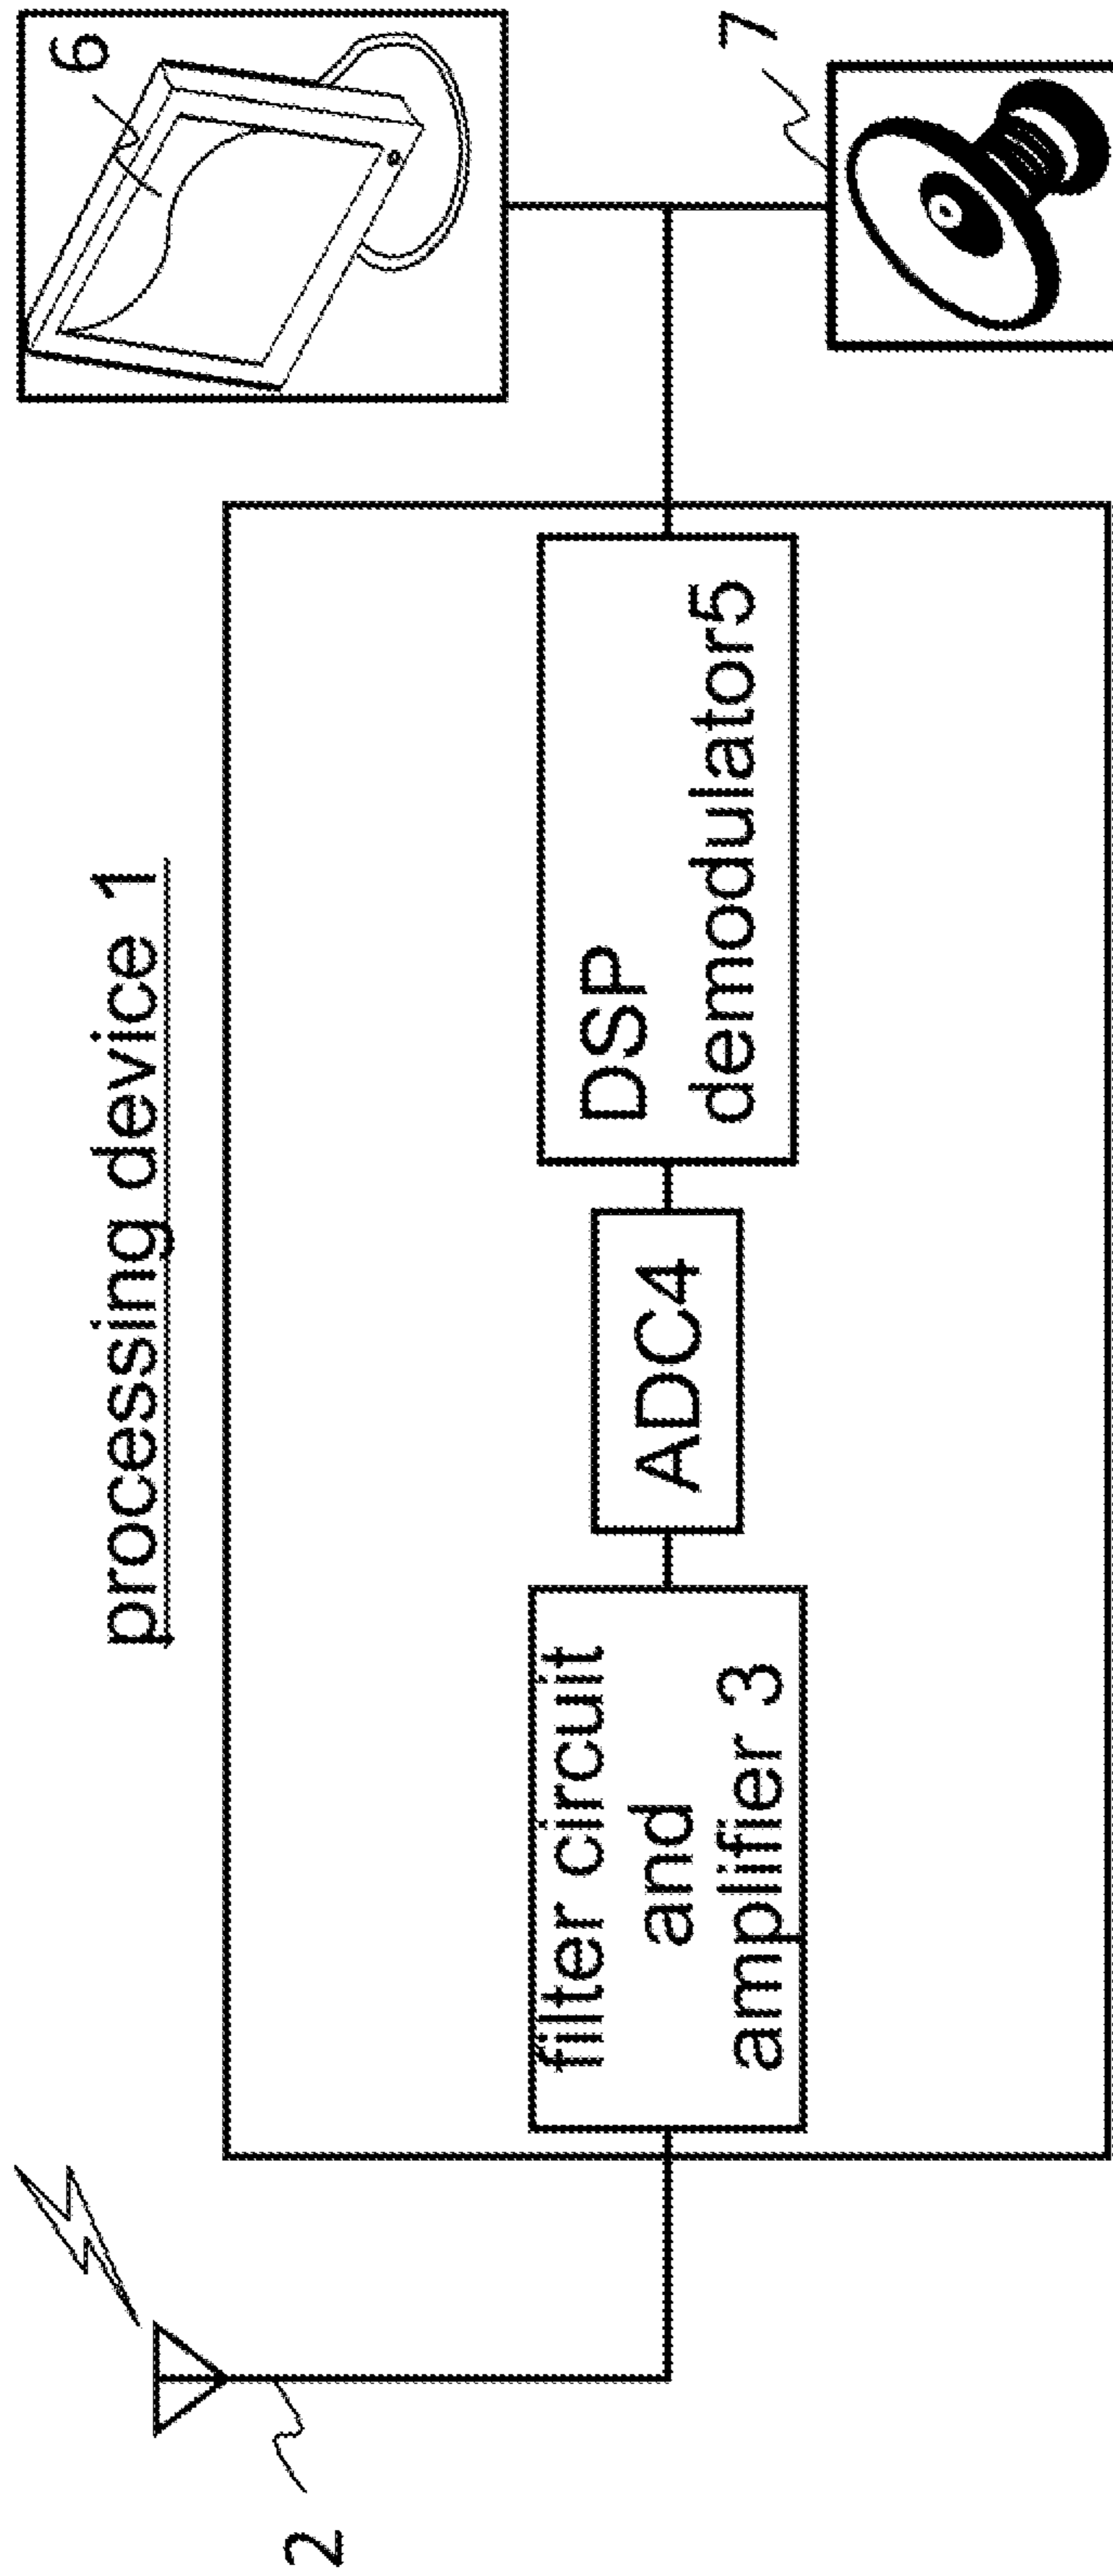 processing device 1
2
filter circuit
and
amplifier 3
ADC4
DSP
demodulator5
6
7